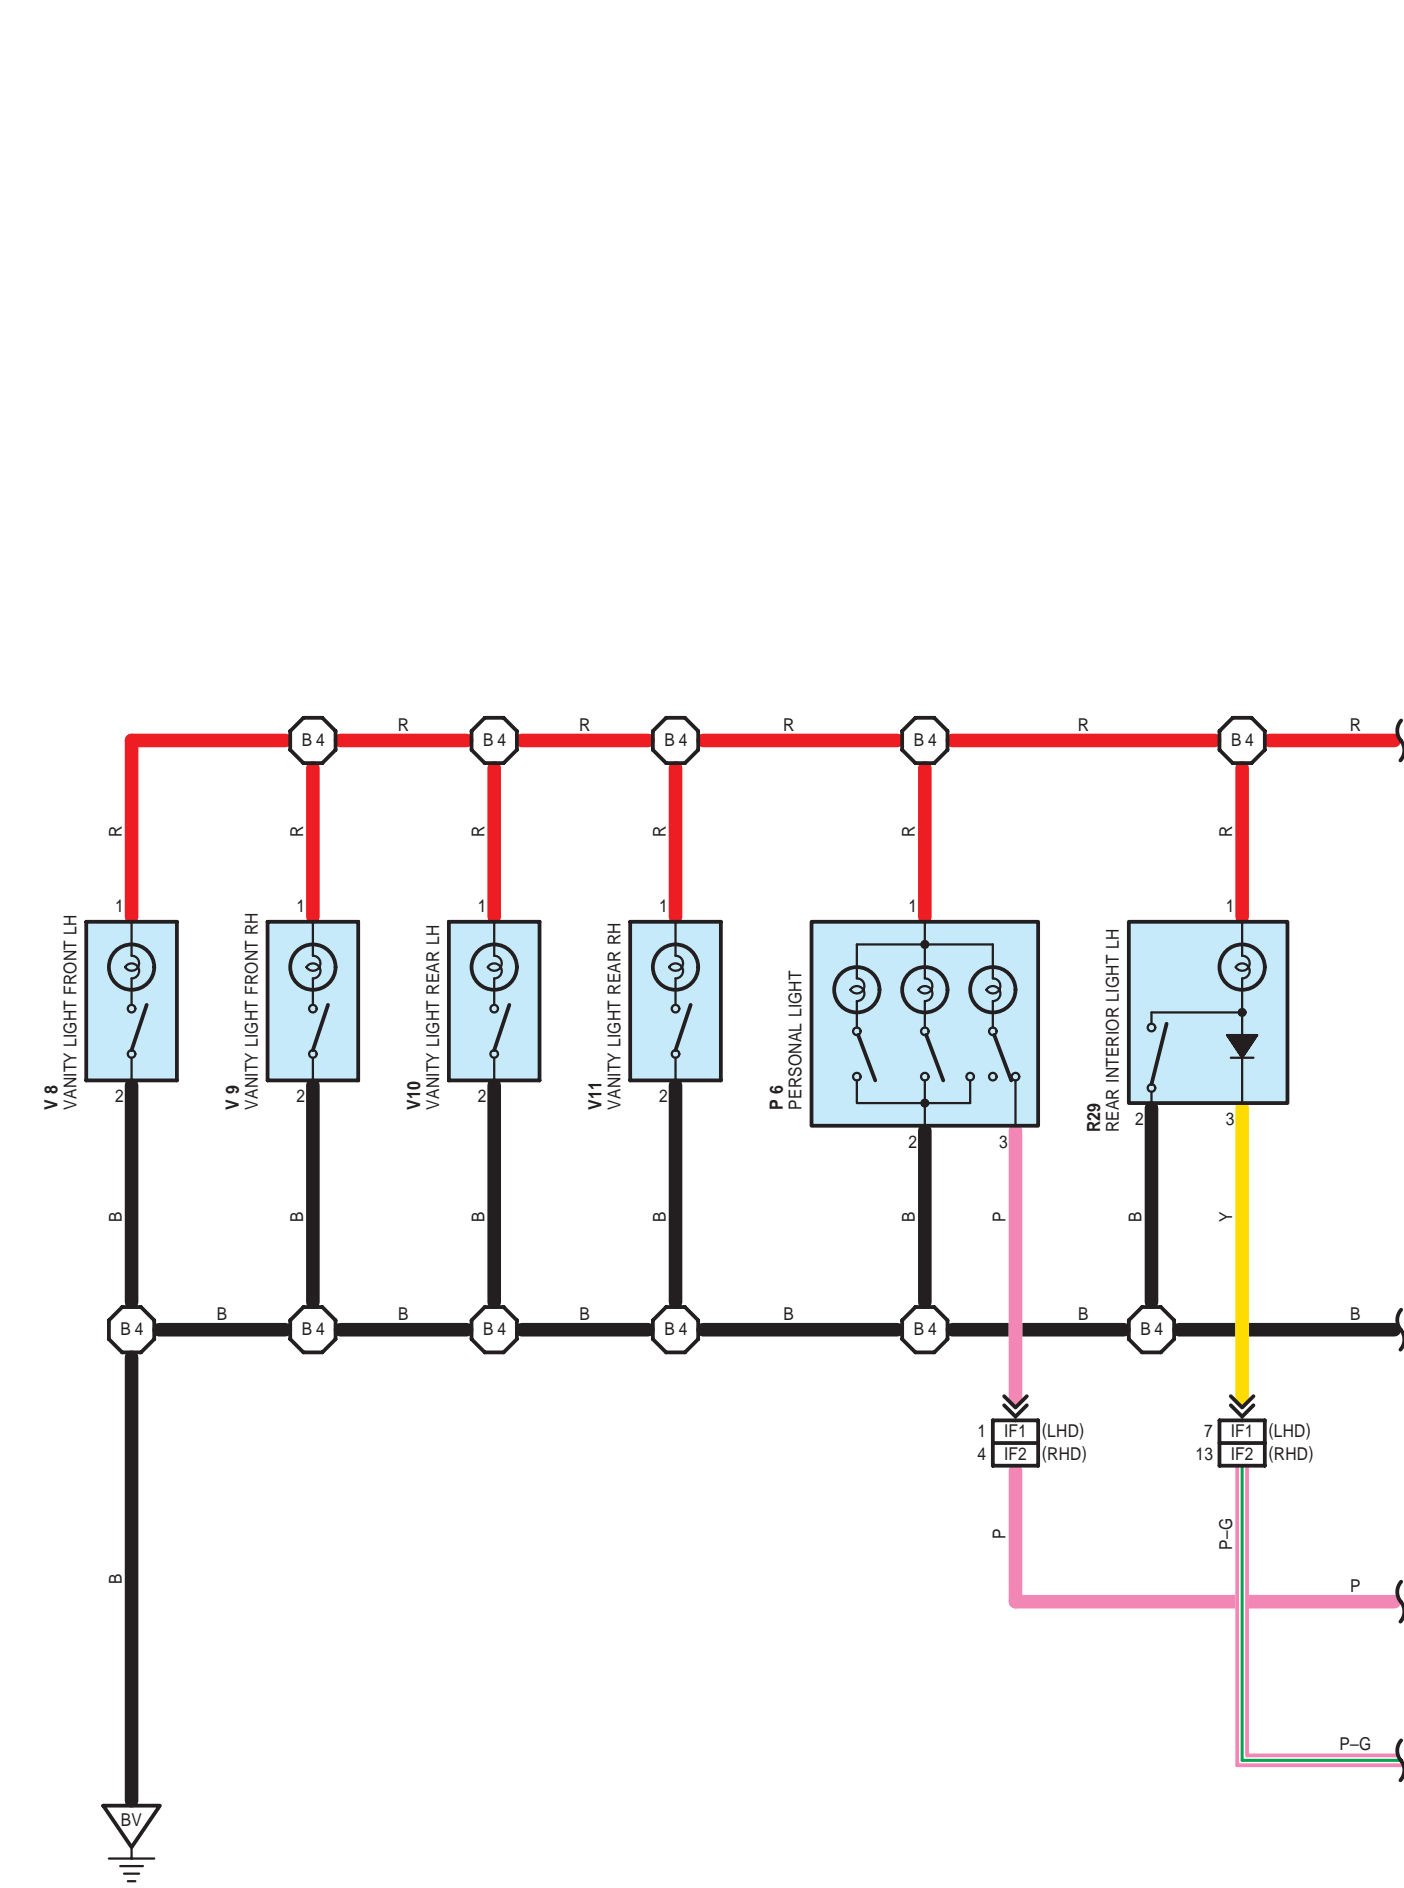 R R R R R
B 4 B 4 B 4 B 4 B 4
R R R R R R
1 1 1 1 1 1
V 8
VANITY LIGHT FRONT LH
V 9
VANITY LIGHT FRONT RH
V10
VANITY LIGHT REAR LH
V11
VANITY LIGHT REAR RH
P 6
PERSONAL LIGHT
R29
REAR INTERIOR LIGHT LH
2 2 2 2 2 3 2 3
B B B B B P B Y
B B B B B B
B 4 B 4 B 4 B 4 B 4 B 4
1 IF1 (LHD) 7 IF1 (LHD)
4 IF2 (RHD) 13 IF2 (RHD)
P P–G
B P
P–G
BV